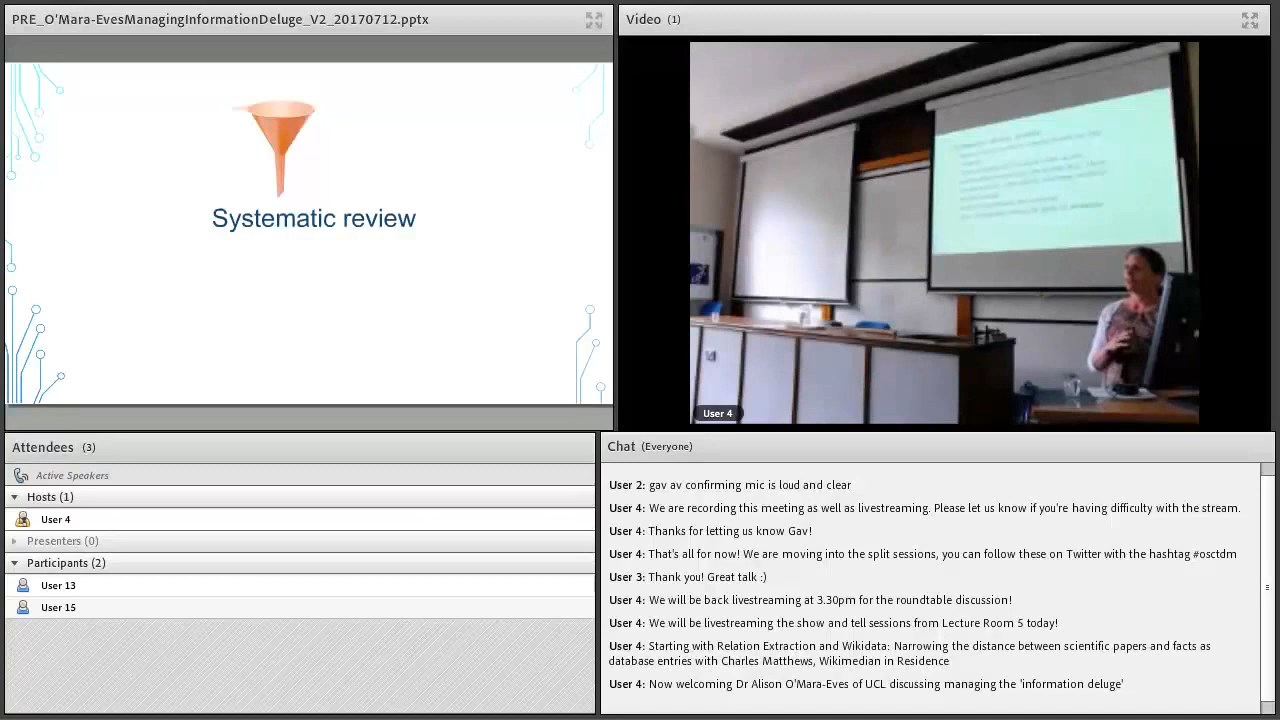 PRE_O'Mara-EvesManagingInformationDeluge_V2_20170712.pptx
Systematic review
Video (1)
User 4
Attendees (3)
Active Speakers
Hosts (1)
User 4
Presenters (0)
Participants (2)
User 13
User 15
Chat (Everyone)
User 2: gav av confirming mic is loud and clear
User 4: We are recording this meeting as well as livestreaming. Please let us know if you're having difficulty with the stream.
User 4: Thanks for letting us know Gav!
User 4: That's all for now! We are moving into the split sessions, you can follow these on Twitter with the hashtag #osctdm
User 3: Thank you! Great talk :)
User 4: We will be back livestreaming at 3.30pm for the roundtable discussion!
User 4: We will be livestreaming the show and tell sessions from Lecture Room 5 today!
User 4: Starting with Relation Extraction and Wikidata: Narrowing the distance between scientific papers and facts as
database entries with Charles Matthews, Wikimedian in Residence
User 4: Now welcoming Dr Alison O'Mara-Eves of UCL discussing managing the 'information deluge'